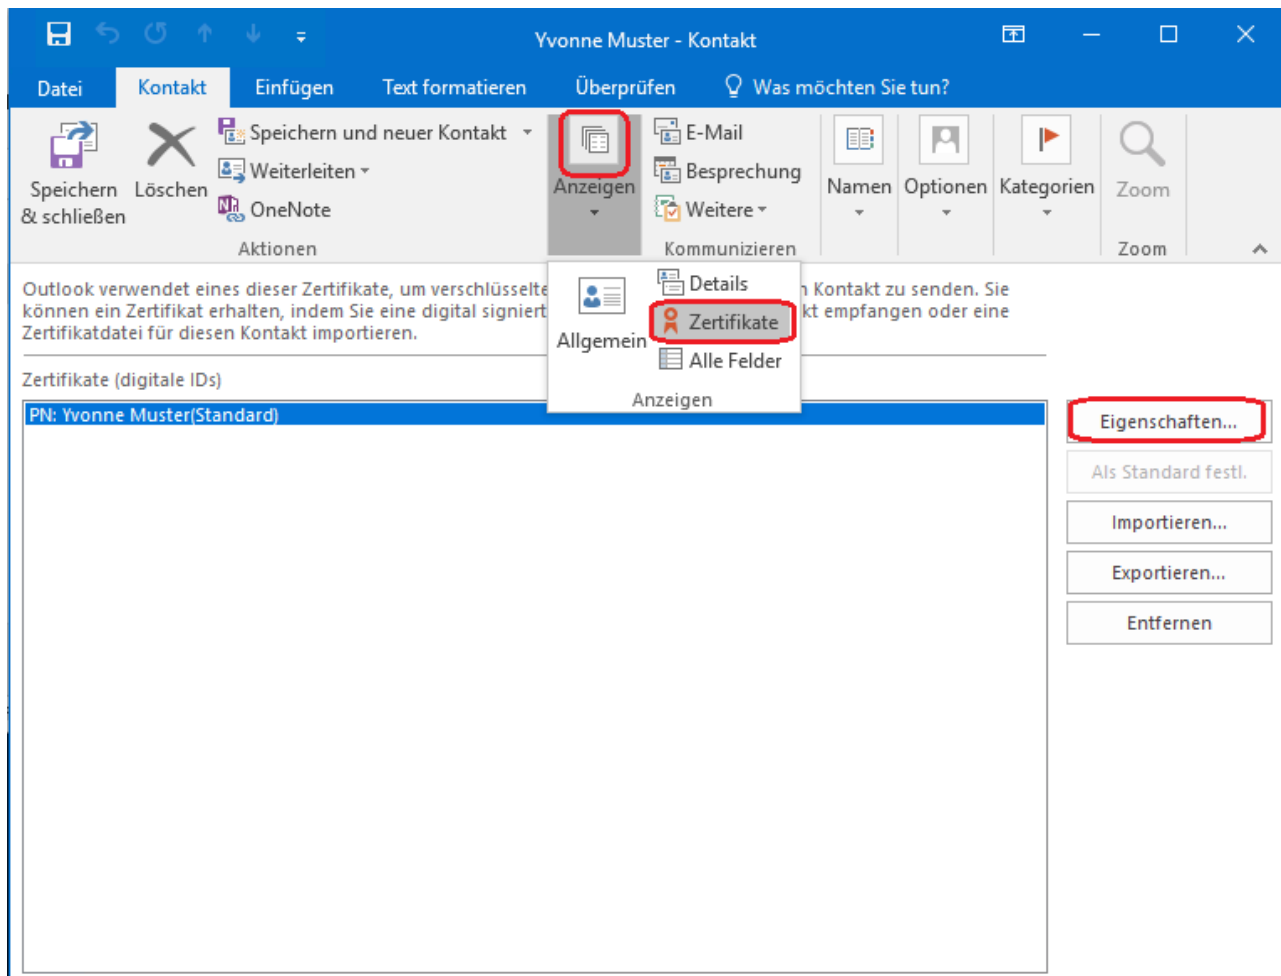 Yvonne Muster - Kontakt
Datei Kontakt Einfügen Text formatieren Überprüfen Was möchten Sie tun?
Speichern & schließen
Löschen
Speichern und neuer Kontakt
Weiterleiten
OneNote
Aktionen
Anzeigen
E-Mail
Besprechung
Weitere
Kommunizieren
Namen
Optionen
Kategorien
Zoom
Zoom
Outlook verwendet eines dieser Zertifikate, um verschlüsselte n Kontakt zu senden. Sie
können ein Zertifikat erhalten, indem Sie eine digital signiert kt empfangen oder eine
Zertifikatdatei für diesen Kontakt importieren.
Allgemein
Details
Zertifikate
Alle Felder
Anzeigen
Zertifikate (digitale IDs)
PN: Yvonne Muster(Standard)
Eigenschaften...
Als Standard festl.
Importieren...
Exportieren...
Entfernen